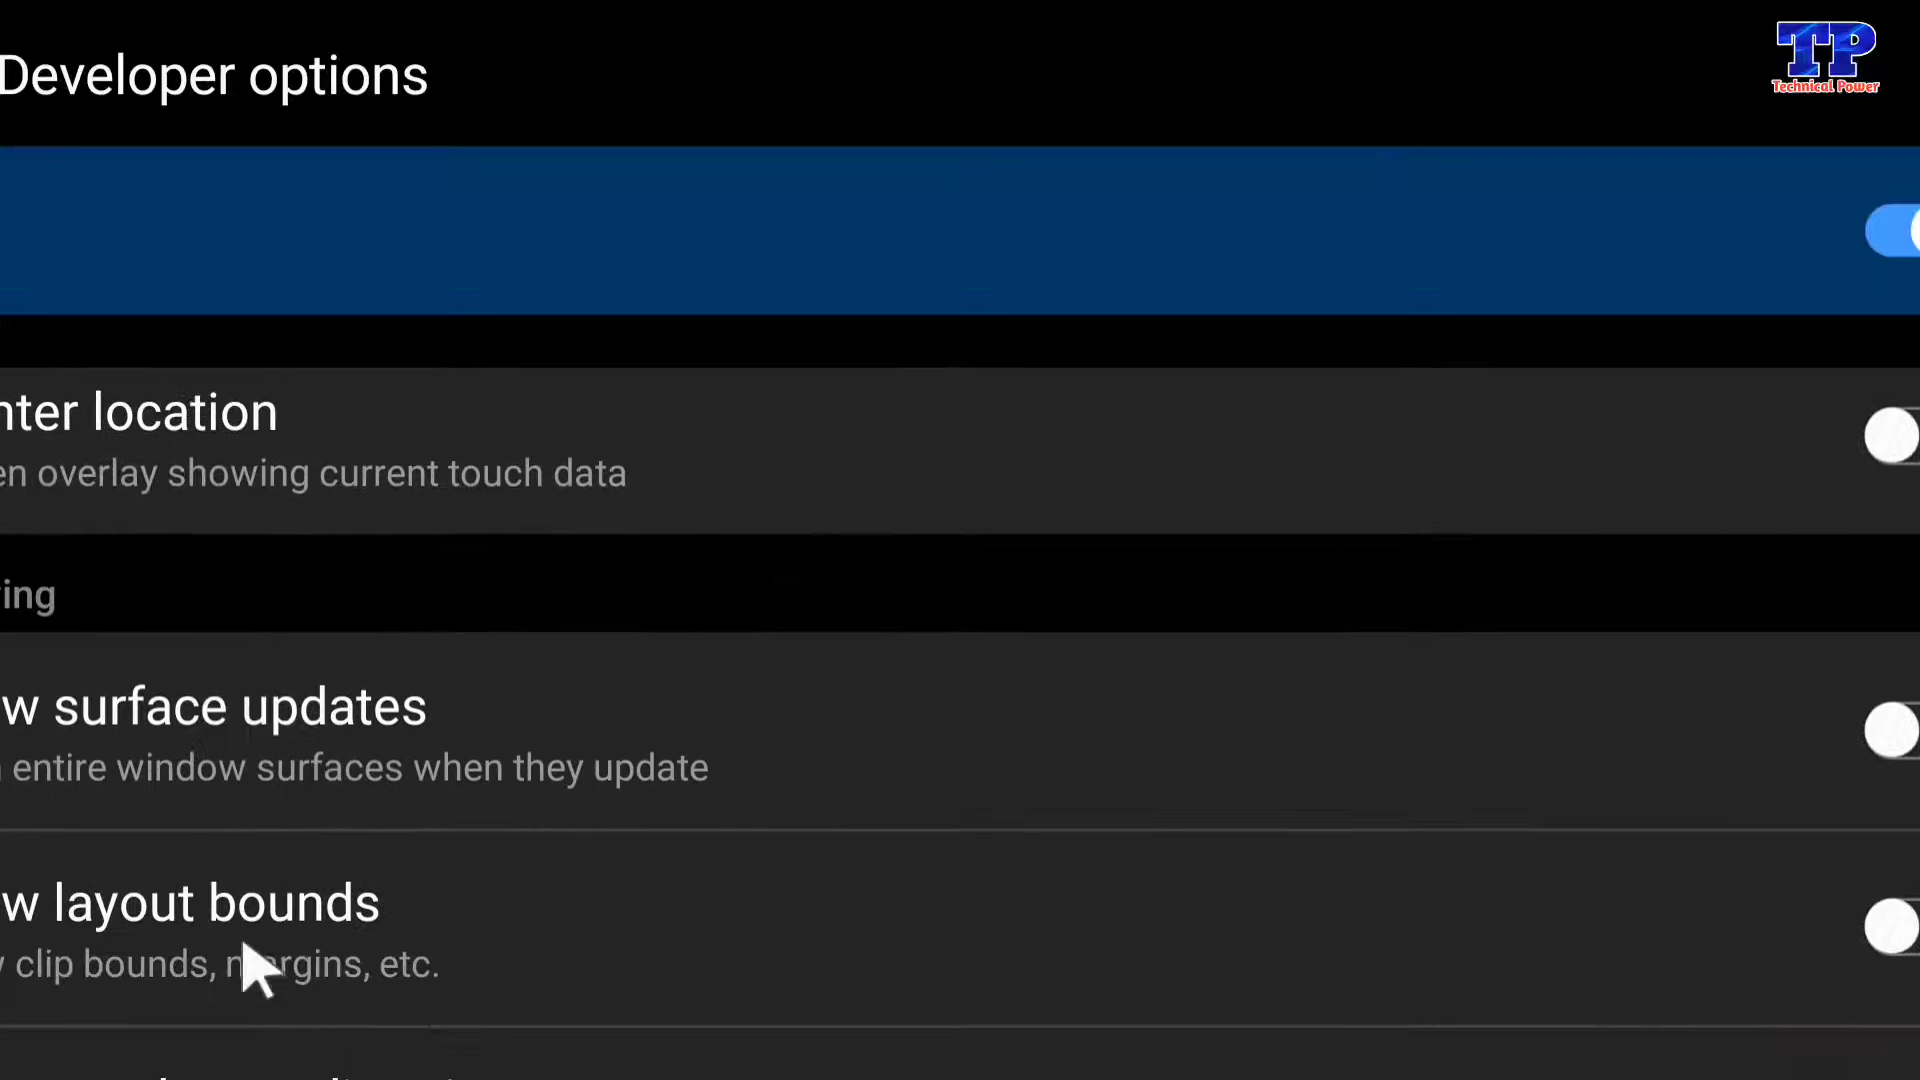 Developer options
TP
Technical Power
nter location
en overlay showing current touch data
ing
w surface updates
entire window surfaces when they update
w layout bounds
clip bounds, margins, etc.